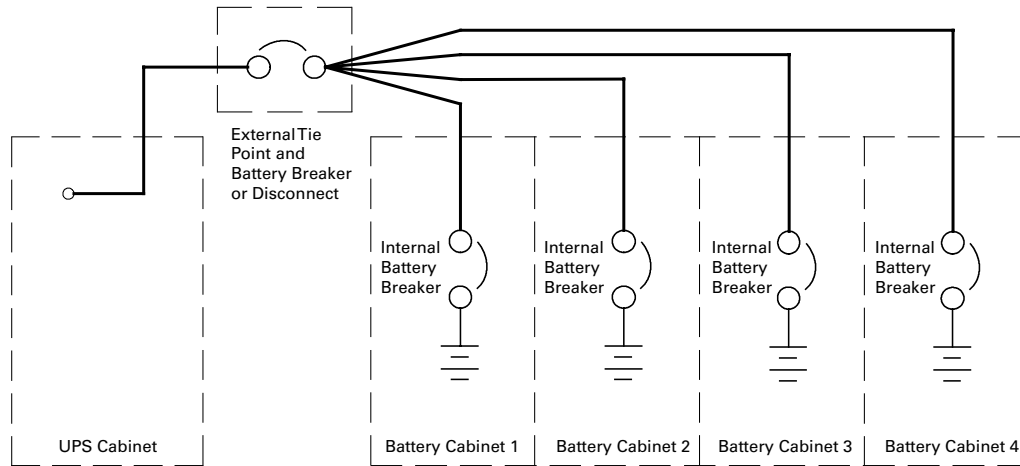 External Tie
Point and
Battery Breaker
or Disconnect
Internal
Battery
Breaker
Internal
Battery
Breaker
Internal
Battery
Breaker
Internal
Battery
Breaker
UPS Cabinet
Battery Cabinet 1
Battery Cabinet 2
Battery Cabinet 3
Battery Cabinet 4